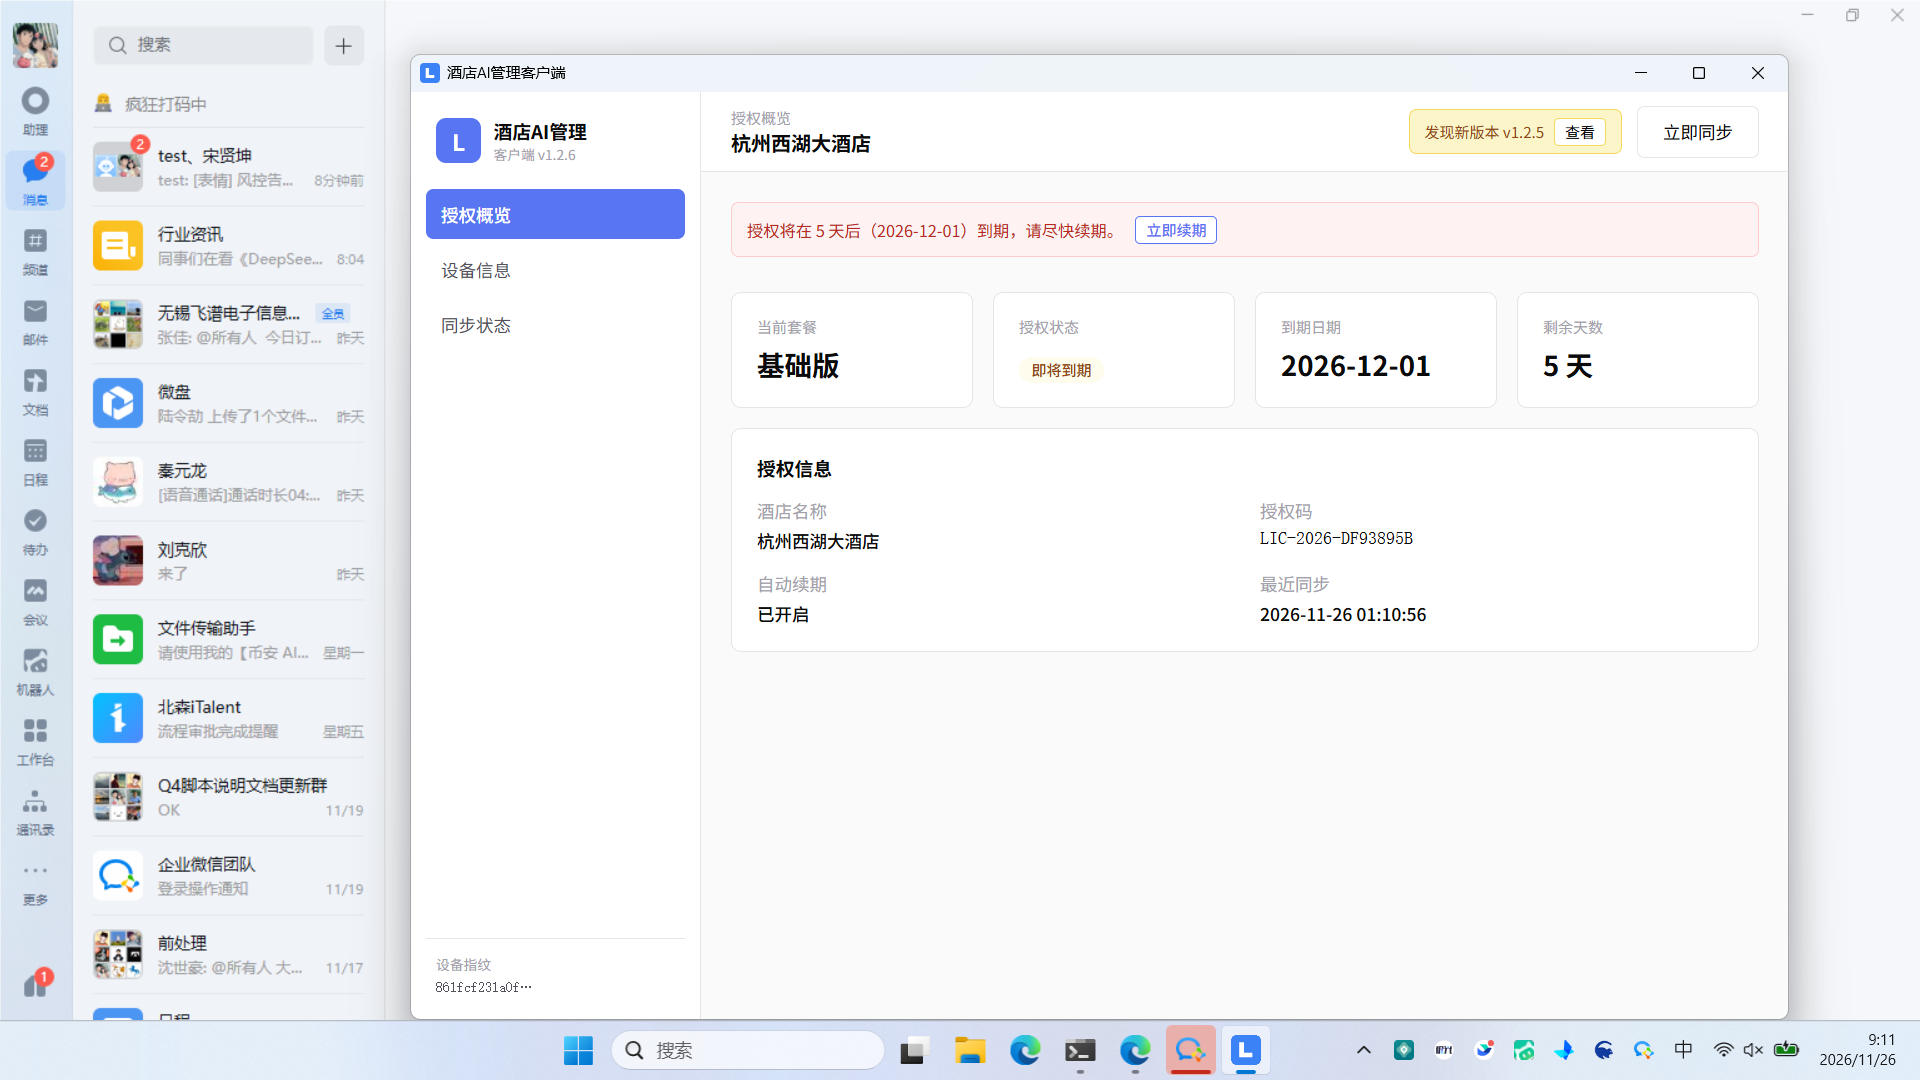 搜索
疯狂打码中
助理
2
消息
频道
邮件
文档
日程
待办
会议
机器人
工作台
通讯录
更多
1
2
test、宋贤坤
test: [表情] 风控告... 8分钟前
行业资讯
同事们在看《DeepSee... 8:04
无锡飞谱电子信息... 全员
张佳: @所有人 今日订... 昨天
微盘
陆令劼 上传了1个文件... 昨天
秦元龙
[语音通话]通话时长04:... 昨天
刘克欣
来了 昨天
文件传输助手
请使用我的【币安 AI... 星期一
北森iTalent
流程审批完成提醒 星期五
Q4脚本说明文档更新群
OK 11/19
企业微信团队
登录操作通知 11/19
前处理
沈世豪: @所有人 大... 11/17
日程
L 酒店AI管理客户端
L 酒店AI管理
客户端 v1.2.6
授权概览
设备信息
同步状态
设备指纹
861fcf231a0f…
授权概览
杭州西湖大酒店
发现新版本 v1.2.5 查看
立即同步
授权将在 5 天后（2026-12-01）到期，请尽快续期。 立即续期
当前套餐
基础版
授权状态
即将到期
到期日期
2026-12-01
剩余天数
5 天
授权信息
酒店名称
杭州西湖大酒店
授权码
LIC-2026-DF93895B
自动续期
已开启
最近同步
2026-11-26 01:10:56
搜索
L
中
9:11
2026/11/26